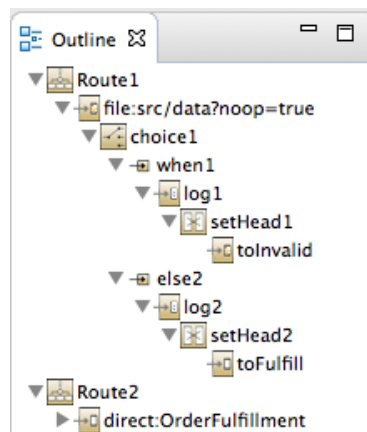 Outline
Route1
file:src/data?noop=true
choice1
when1
log1
setHead1
toInvalid
else2
log2
setHead2
toFulfill
Route2
direct:OrderFulfillment